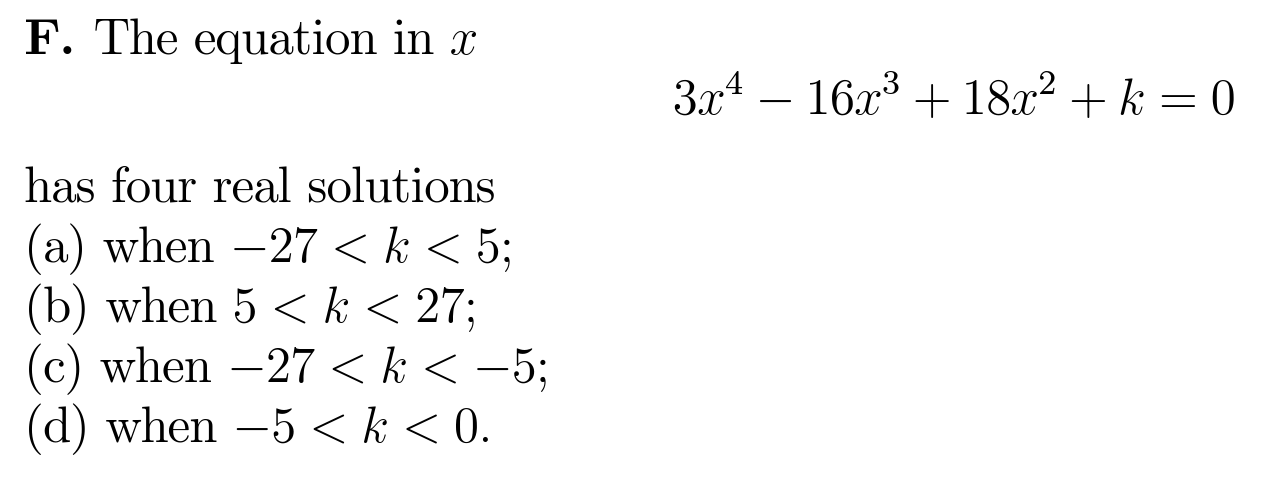 F. The equation in x
3x⁴ − 16x³ + 18x² + k = 0
has four real solutions
(a) when −27 < k < 5;
(b) when 5 < k < 27;
(c) when −27 < k < −5;
(d) when −5 < k < 0.